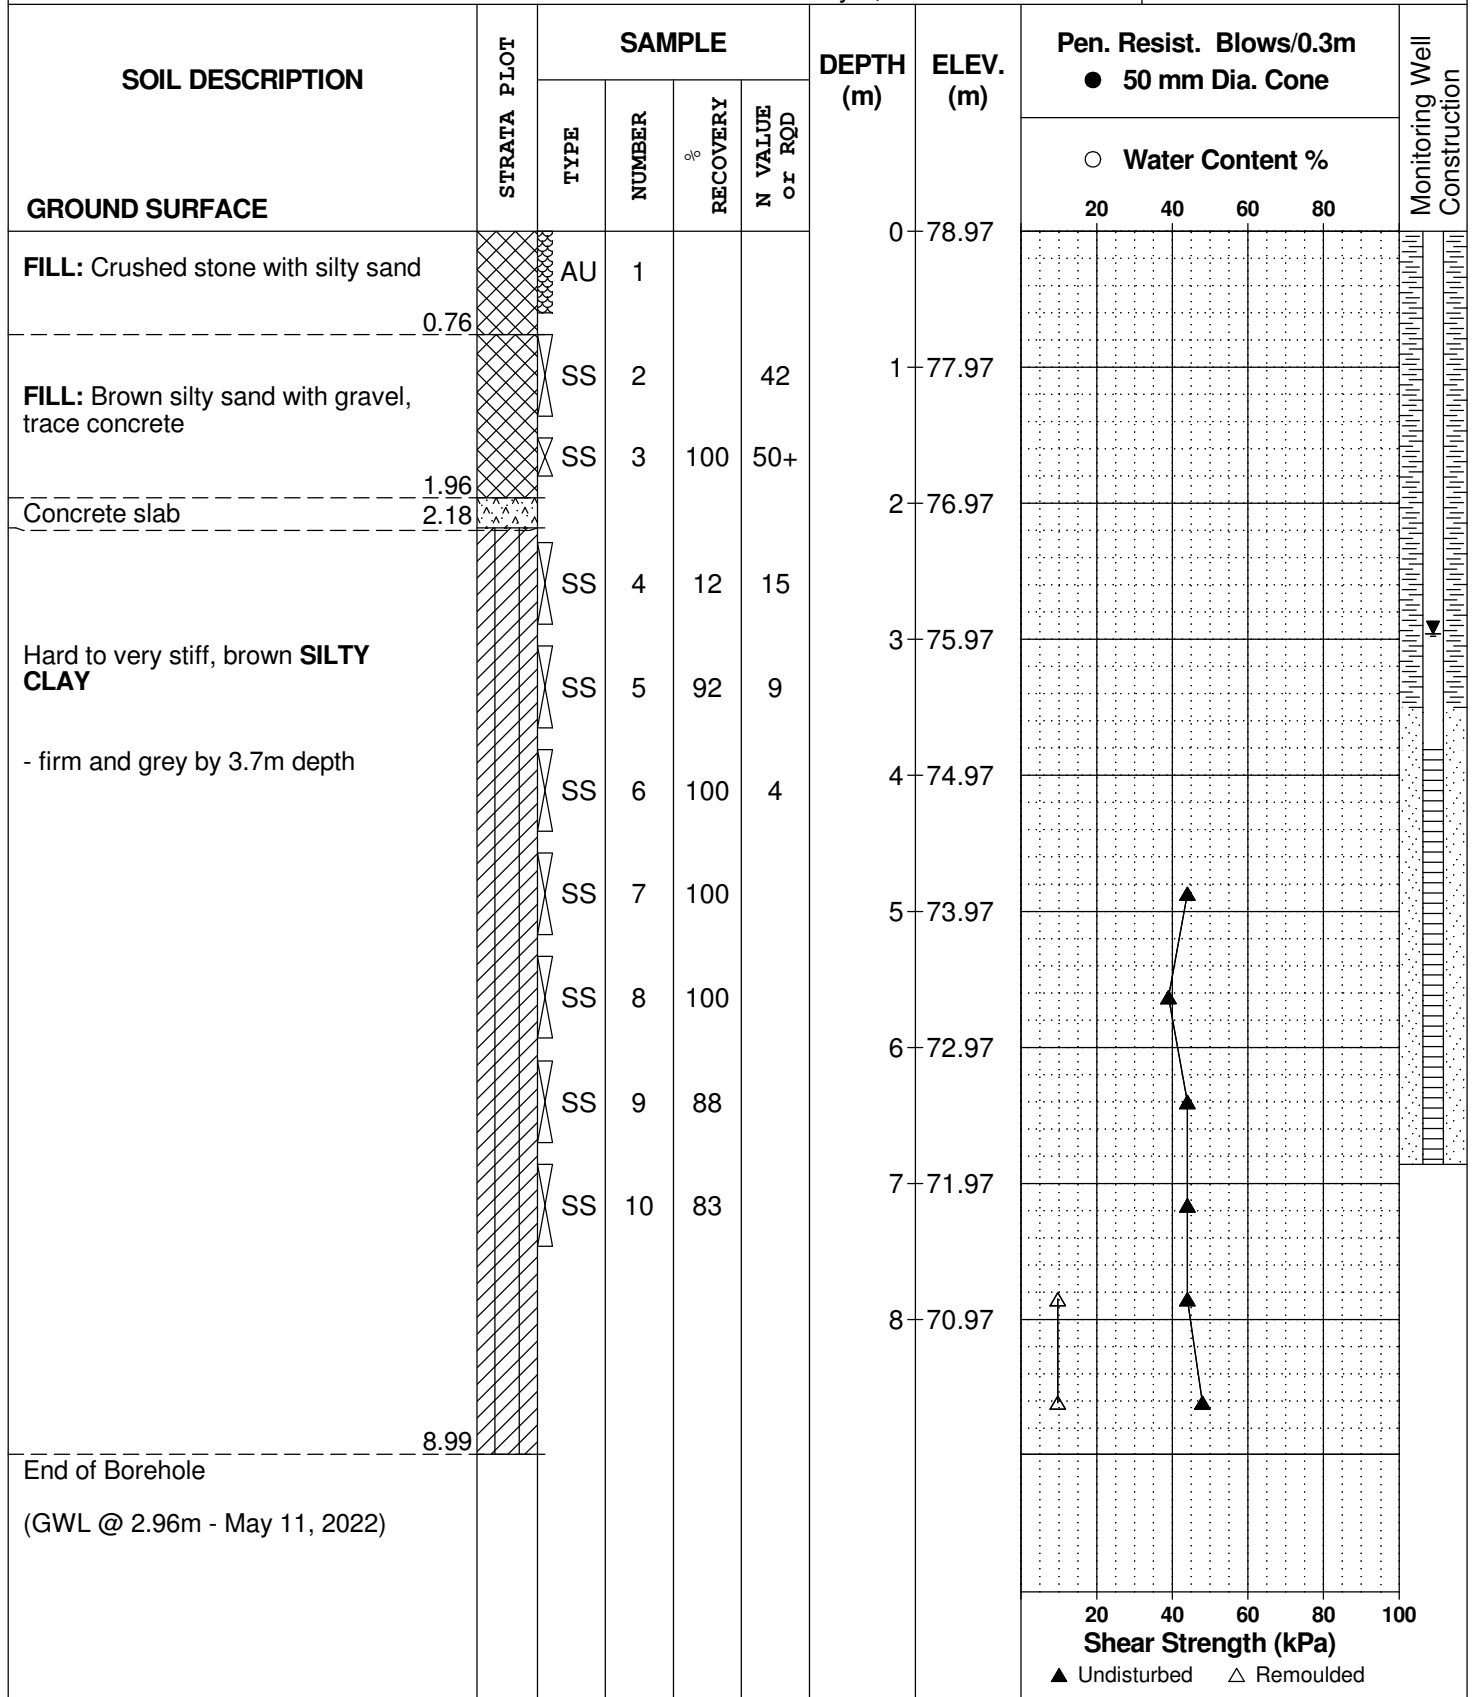 SOIL DESCRIPTION
GROUND SURFACE
STRATA PLOT
SAMPLE
TYPE
NUMBER
%
RECOVERY
N VALUE
or RQD
DEPTH
(m)
ELEV.
(m)
Pen. Resist. Blows/0.3m
● 50 mm Dia. Cone
○ Water Content %
20 40 60 80
Monitoring Well
Construction
0 78.97
FILL: Crushed stone with silty sand
AU 1
0.76
SS 2 42
1 77.97
FILL: Brown silty sand with gravel,
trace concrete
SS 3 100 50+
1.96
2 76.97
Concrete slab 2.18
SS 4 12 15
3 75.97
Hard to very stiff, brown SILTY
CLAY
SS 5 92 9
- firm and grey by 3.7m depth
4 74.97
SS 6 100 4
SS 7 100
5 73.97
SS 8 100
6 72.97
SS 9 88
7 71.97
SS 10 83
8 70.97
8.99
End of Borehole
(GWL @ 2.96m - May 11, 2022)
20 40 60 80 100
Shear Strength (kPa)
▲ Undisturbed △ Remoulded